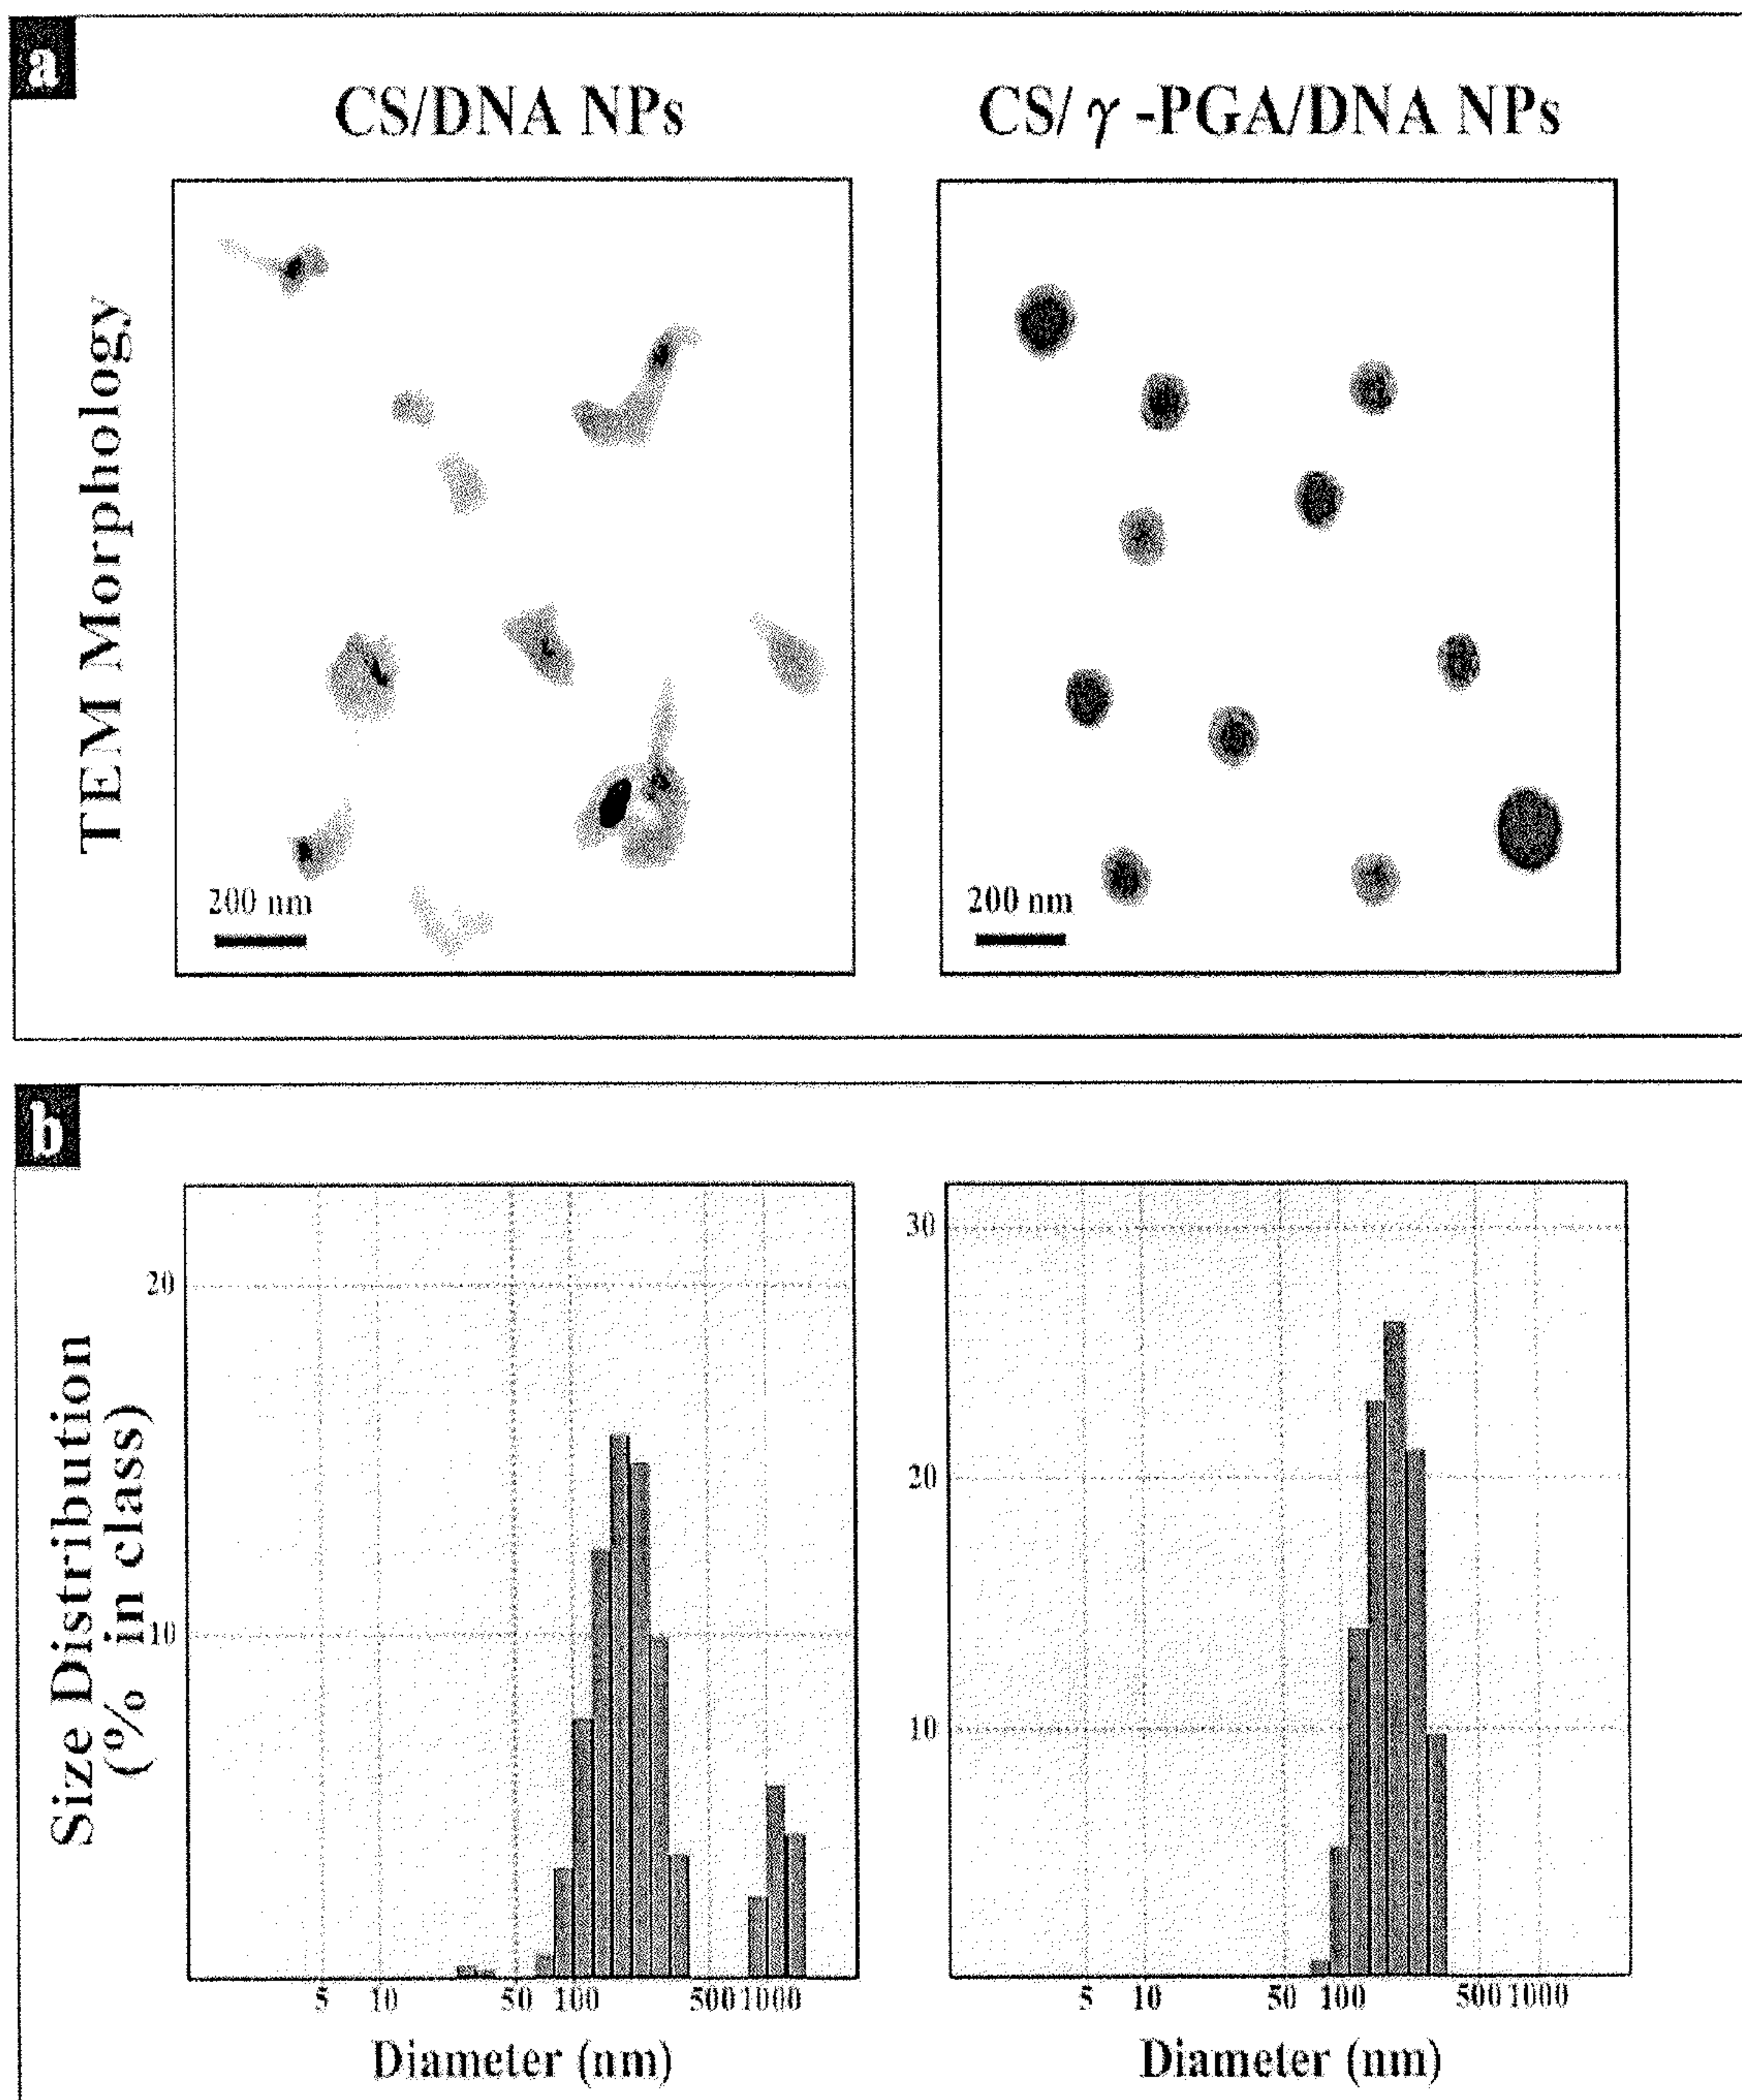 a
CS/DNA NPs
CS/ γ -PGA/DNA NPs
TEM Morphology
200 nm
200 nm
b
Size Distribution
(% in class)
20
10
5 10 50 100 500 1000
Diameter (nm)
30
20
10
5 10 50 100 500 1000
Diameter (nm)